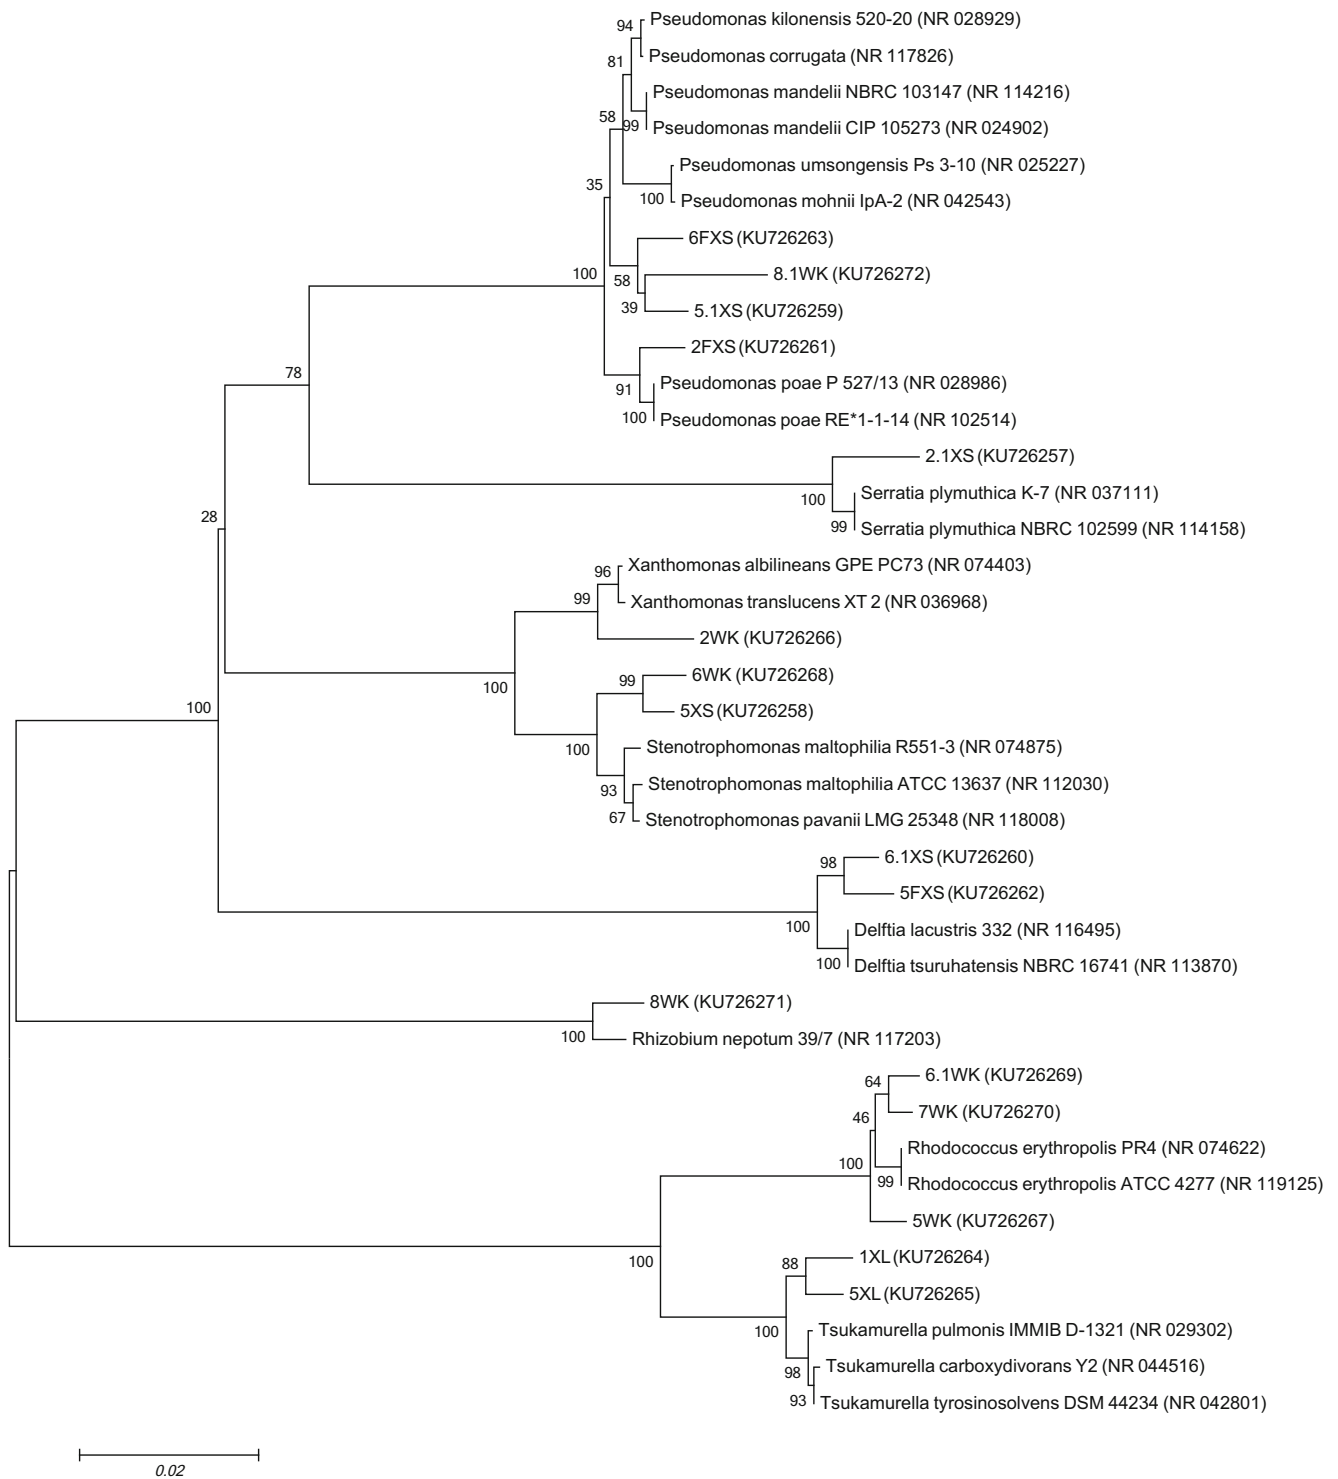 Pseudomonas kilonensis 520-20 (NR 028929)
94
Pseudomonas corrugata (NR 117826)
81
Pseudomonas mandelii NBRC 103147 (NR 114216)
58
99
Pseudomonas mandelii CIP 105273 (NR 024902)
Pseudomonas umsongensis Ps 3-10 (NR 025227)
35
100
Pseudomonas mohnii IpA-2 (NR 042543)
6FXS (KU726263)
100
58
8.1WK (KU726272)
39
5.1XS (KU726259)
2FXS (KU726261)
78
91
Pseudomonas poae P 527/13 (NR 028986)
100
Pseudomonas poae RE*1-1-14 (NR 102514)
2.1XS (KU726257)
100
Serratia plymuthica K-7 (NR 037111)
28
99
Serratia plymuthica NBRC 102599 (NR 114158)
96
Xanthomonas albilineans GPE PC73 (NR 074403)
99
Xanthomonas translucens XT 2 (NR 036968)
2WK (KU726266)
100
99
6WK (KU726268)
100
5XS (KU726258)
100
Stenotrophomonas maltophilia R551-3 (NR 074875)
93
Stenotrophomonas maltophilia ATCC 13637 (NR 112030)
67
Stenotrophomonas pavanii LMG 25348 (NR 118008)
98
6.1XS (KU726260)
5FXS (KU726262)
100
Delftia lacustris 332 (NR 116495)
100
Delftia tsuruhatensis NBRC 16741 (NR 113870)
8WK (KU726271)
100
Rhizobium nepotum 39/7 (NR 117203)
64
6.1WK (KU726269)
46
7WK (KU726270)
100
Rhodococcus erythropolis PR4 (NR 074622)
99
Rhodococcus erythropolis ATCC 4277 (NR 119125)
5WK (KU726267)
100
88
1XL (KU726264)
5XL (KU726265)
100
Tsukamurella pulmonis IMMIB D-1321 (NR 029302)
98
Tsukamurella carboxydivorans Y2 (NR 044516)
93
Tsukamurella tyrosinosolvens DSM 44234 (NR 042801)
0.02